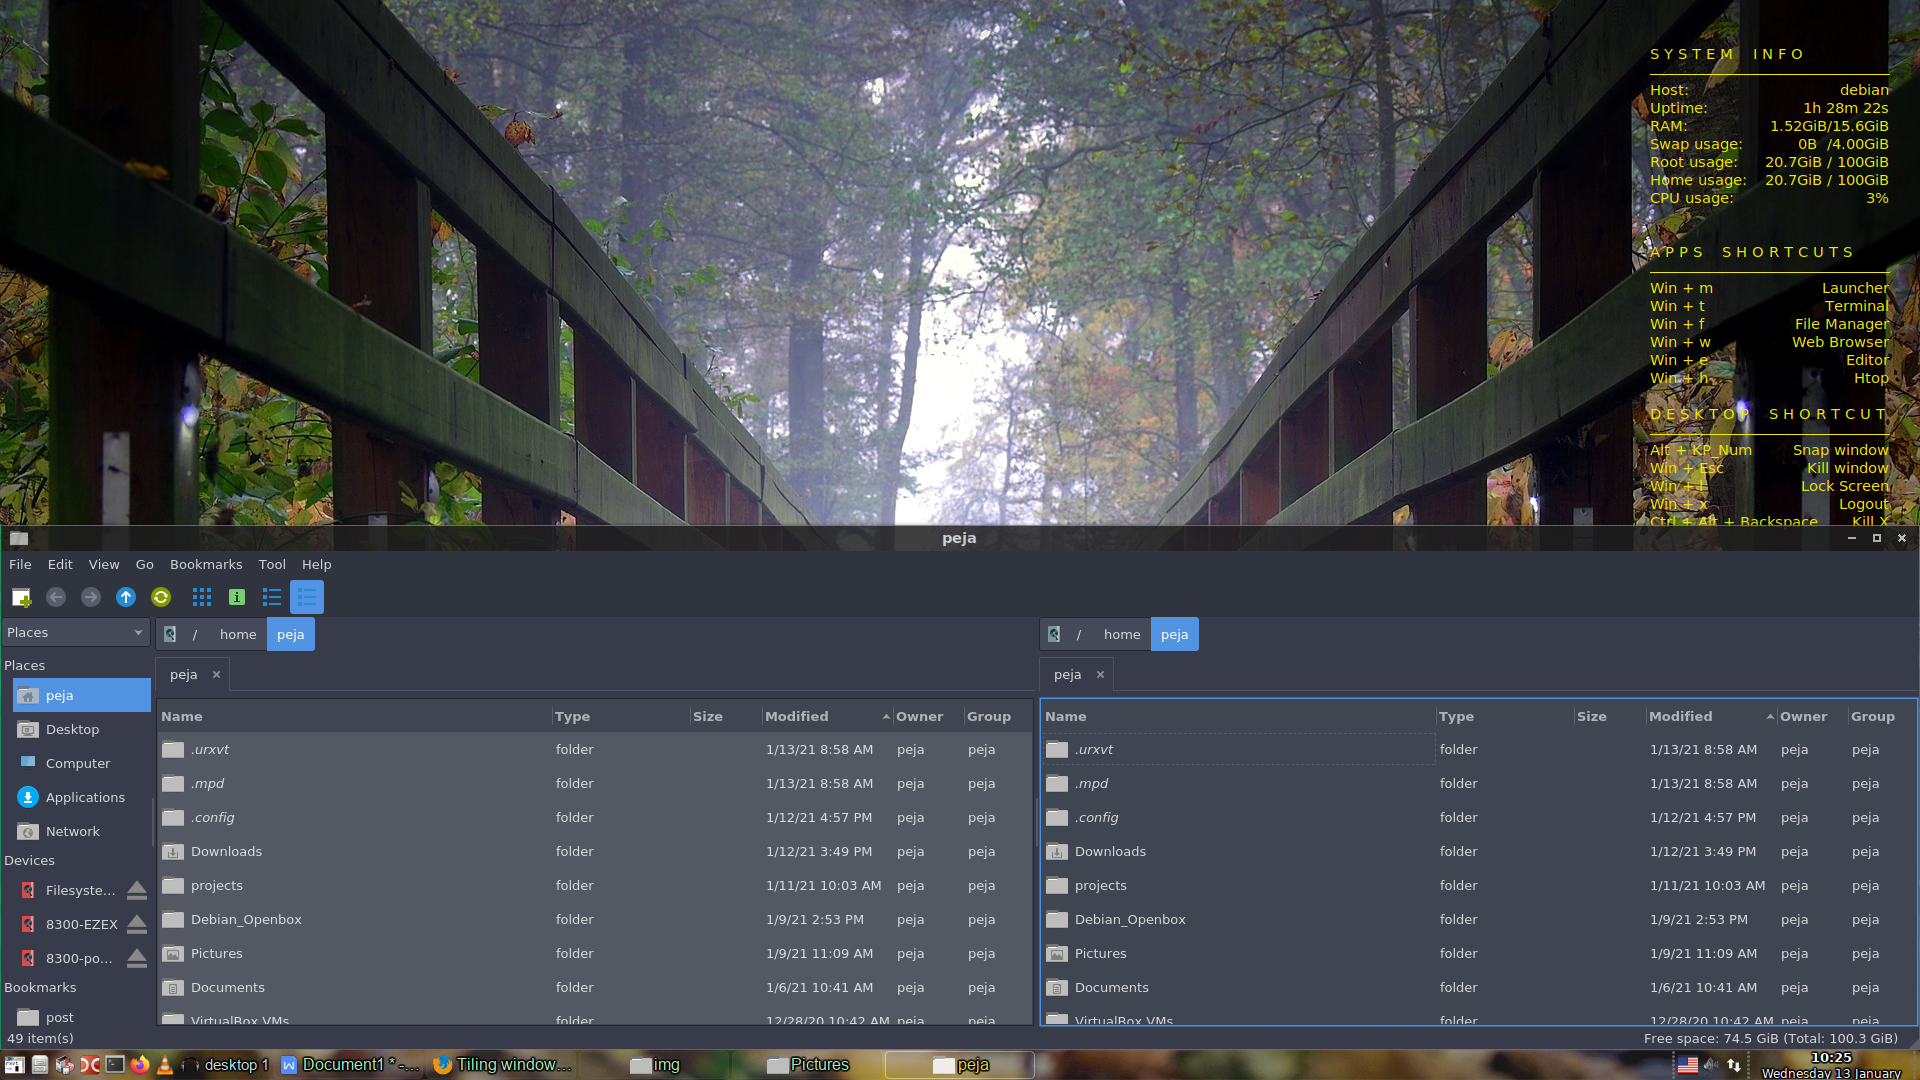 SYSTEM INFO
Host: debian
Uptime: 1h 28m 22s
RAM: 1.52GiB/15.6GiB
Swap usage: 0B /4.00GiB
Root usage: 20.7GiB / 100GiB
Home usage: 20.7GiB / 100GiB
CPU usage: 3%
APPS SHORTCUTS
Win + m Launcher
Win + t Terminal
Win + f File Manager
Win + w Web Browser
Win + e Editor
Win + h Htop
DESKTOP SHORTCUT
Alt + KP_Num Snap window
Win + Esc Kill window
Win + l Lock Screen
Win + x Logout
Ctrl + Alt + Backspace Kill X
peja
File Edit View Go Bookmarks Tool Help
Places / home peja / home peja
Places peja peja
peja Name Type Size Modified Owner Group Name Type Size Modified Owner Group
Desktop .urxvt folder 1/13/21 8:58 AM peja peja .urxvt folder 1/13/21 8:58 AM peja peja
Computer .mpd folder 1/13/21 8:58 AM peja peja .mpd folder 1/13/21 8:58 AM peja peja
Applications .config folder 1/12/21 4:57 PM peja peja .config folder 1/12/21 4:57 PM peja peja
Network Downloads folder 1/12/21 3:49 PM peja peja Downloads folder 1/12/21 3:49 PM peja peja
Devices projects folder 1/11/21 10:03 AM peja peja projects folder 1/11/21 10:03 AM peja peja
Filesyste... Debian_Openbox folder 1/9/21 2:53 PM peja peja Debian_Openbox folder 1/9/21 2:53 PM peja peja
8300-EZEX Pictures folder 1/9/21 11:09 AM peja peja Pictures folder 1/9/21 11:09 AM peja peja
8300-po... Documents folder 1/6/21 10:41 AM peja peja Documents folder 1/6/21 10:41 AM peja peja
Bookmarks
post VirtualBox VMs folder 12/28/20 10:42 AM peja peja VirtualBox VMs folder 12/28/20 10:42 AM peja peja
49 item(s) Free space: 74.5 GiB (Total: 100.3 GiB)
desktop 1 Document1 * -... Tiling window... img Pictures peja 10:25
Wednesday 13 January